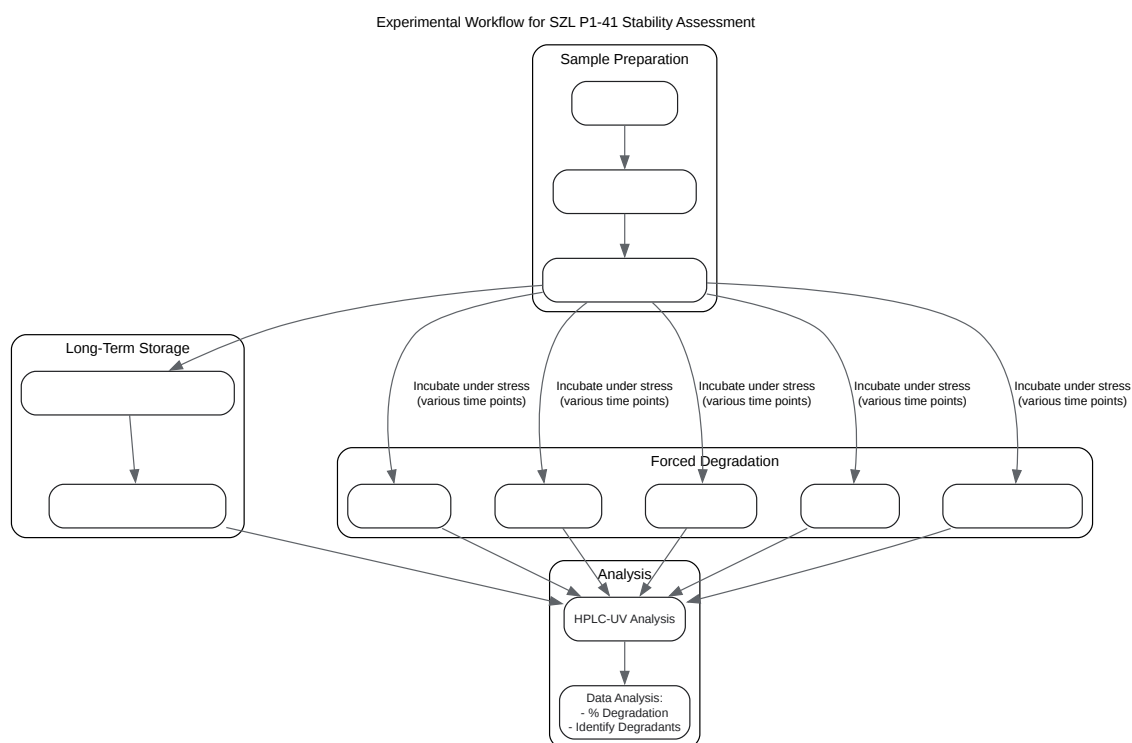 Experimental Workflow for SZL P1-41 Stability Assessment
Sample Preparation
Long-Term Storage
Incubate under stress
(various time points)
Incubate under stress
(various time points)
Incubate under stress
(various time points)
Incubate under stress
(various time points)
Incubate under stress
(various time points)
Forced Degradation
Analysis
HPLC-UV Analysis
Data Analysis:
- % Degradation
- Identify Degradants